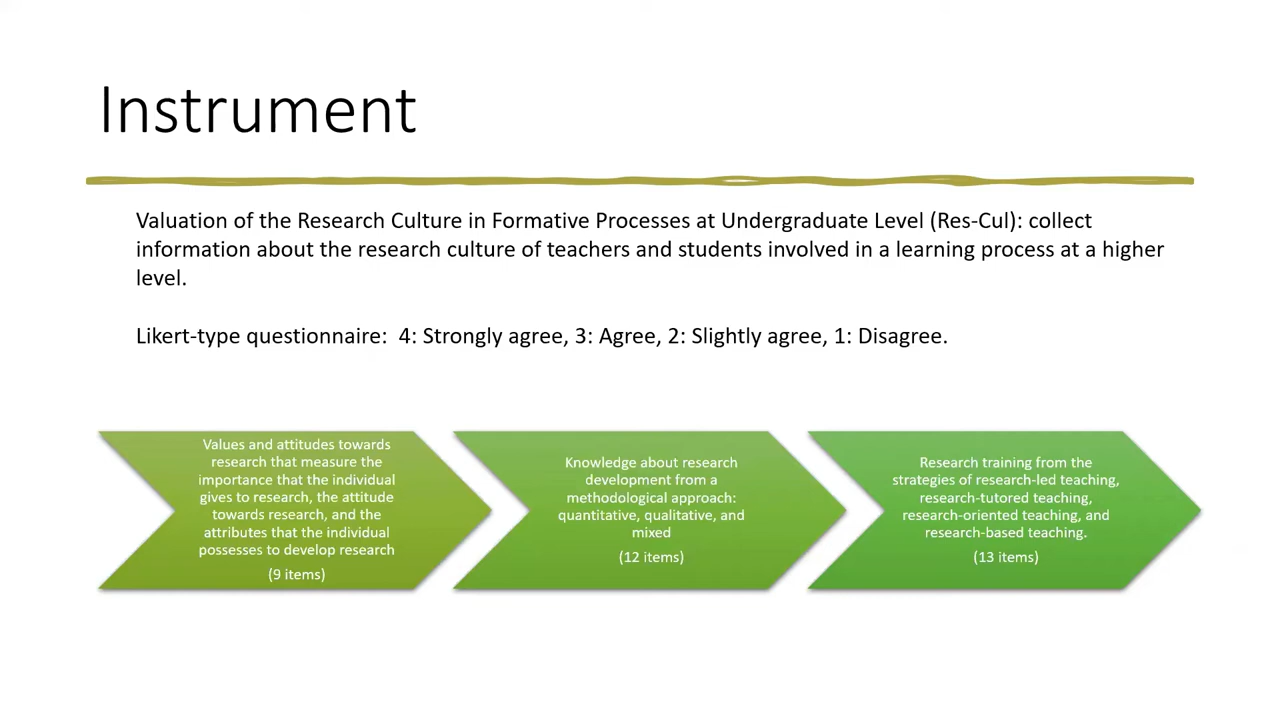 Instrument
Valuation of the Research Culture in Formative Processes at Undergraduate Level (Res-Cul): collect
information about the research culture of teachers and students involved in a learning process at a higher
level.
Likert-type questionnaire:  4: Strongly agree, 3: Agree, 2: Slightly agree, 1: Disagree.
Values and attitudes towards
research that measure the
importance that the individual
gives to research, the attitude
towards research, and the
attributes that the individual
possesses to develop research
(9 items)
Knowledge about research
development from a
methodological approach:
quantitative, qualitative, and
mixed
(12 items)
Research training from the
strategies of research-led teaching,
research-tutored teaching,
research-oriented teaching, and
research-based teaching.
(13 items)